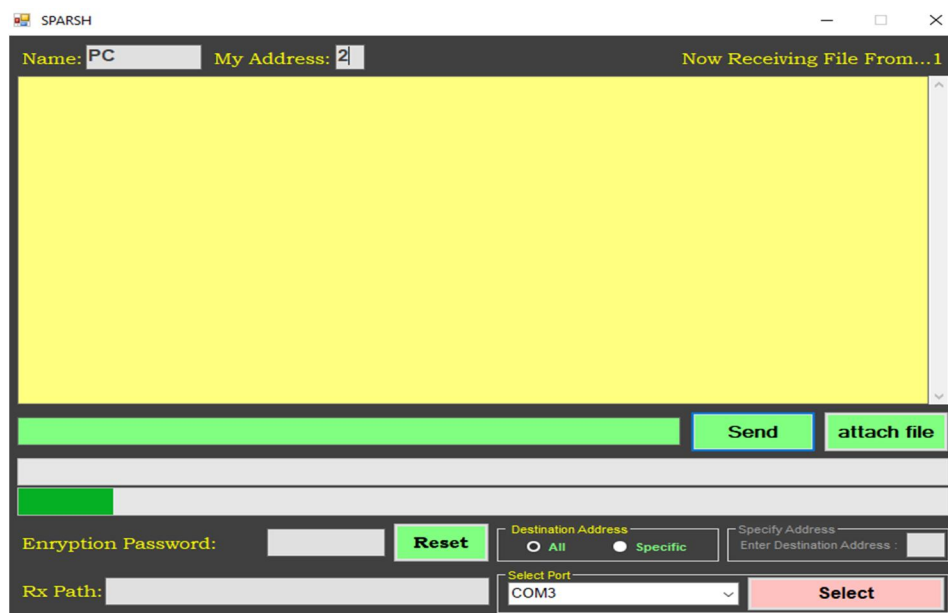 SPARSH
Name: PC My Address: 2 Now Receiving File From...1
Send attach file
Enryption Password: Reset
Destination Address
All Specific
Specify Address
Enter Destination Address :
Rx Path:
Select Port
COM3 Select